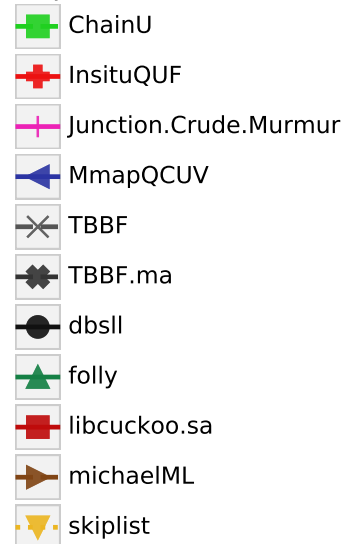 ChainU
InsituQUF
Junction.Crude.Murmur
MmapQCUV
TBBF
TBBF.ma
dbsll
folly
libcuckoo.sa
michaelML
skiplist